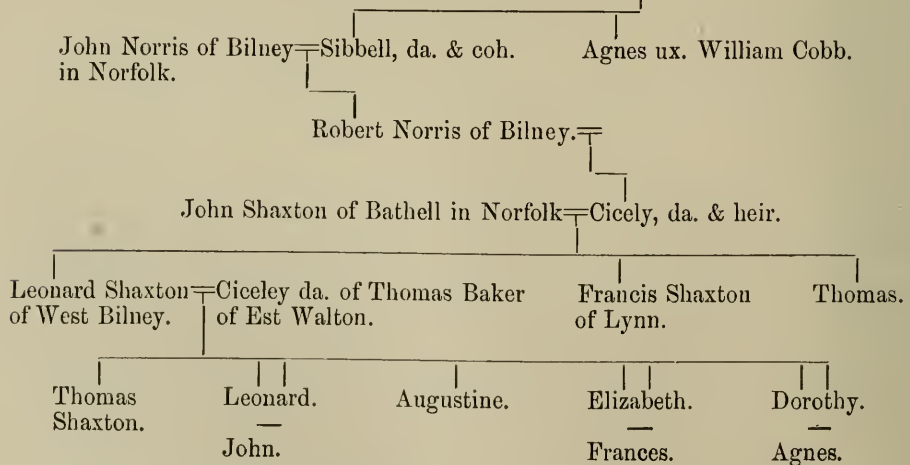 John Norris of Bilney Sibbell, da. & coh. Agnes ux. William Cobb.
in Norfolk.
Robert Norris of Bilney.
John Shaxton of Bathell in Norfolk Cicely, da. & heir.
Leonard Shaxton Ciceley da. of Thomas Baker Francis Shaxton Thomas.
of West Bilney. of Est Walton. of Lynn.
Thomas Leonard. Augustine. Elizabeth. Dorothy.
Shaxton.
John. Frances. Agnes.